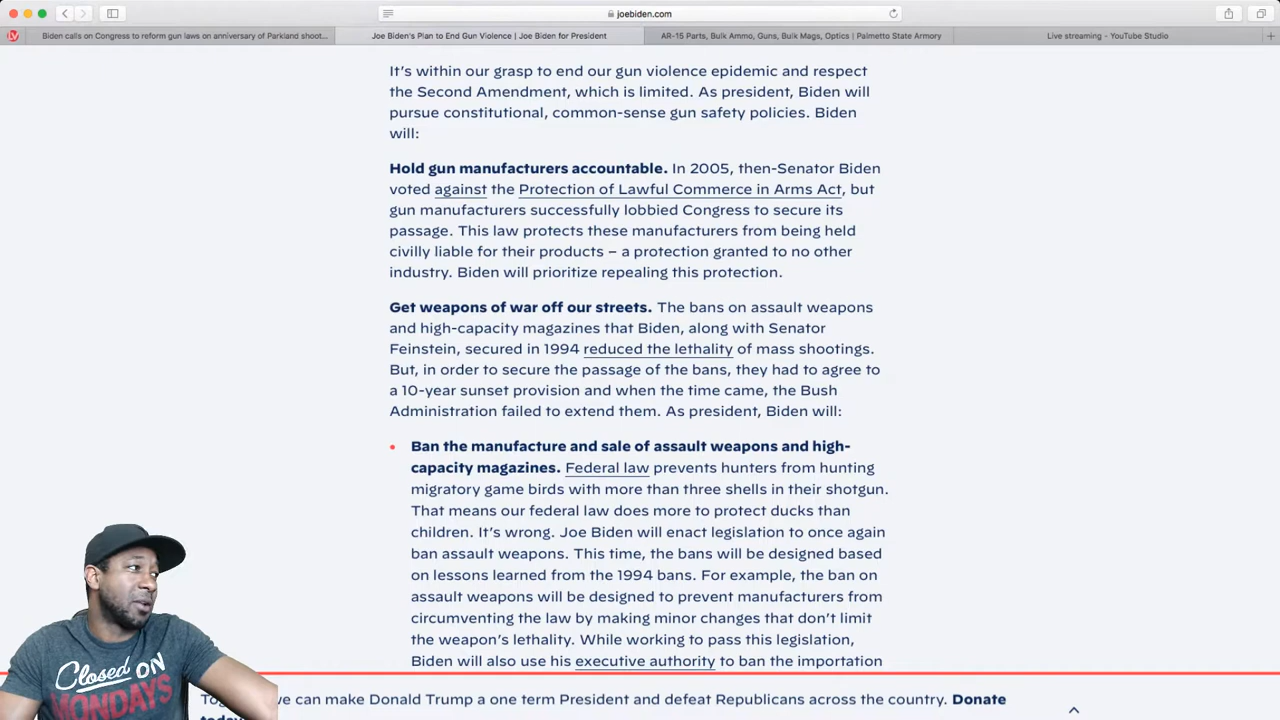 joebiden.com
Biden calls on Congress to reform gun laws on anniversary of Parkland shoot...
Joe Biden's Plan to End Gun Violence | Joe Biden for President
AR-15 Parts, Bulk Ammo, Guns, Bulk Mags, Optics | Palmetto State Armory
Live streaming - YouTube Studio
It's within our grasp to end our gun violence epidemic and respect
the Second Amendment, which is limited. As president, Biden will
pursue constitutional, common-sense gun safety policies. Biden
will:
Hold gun manufacturers accountable. In 2005, then-Senator Biden
voted against the Protection of Lawful Commerce in Arms Act, but
gun manufacturers successfully lobbied Congress to secure its
passage. This law protects these manufacturers from being held
civilly liable for their products – a protection granted to no other
industry. Biden will prioritize repealing this protection.
Get weapons of war off our streets. The bans on assault weapons
and high-capacity magazines that Biden, along with Senator
Feinstein, secured in 1994 reduced the lethality of mass shootings.
But, in order to secure the passage of the bans, they had to agree to
a 10-year sunset provision and when the time came, the Bush
Administration failed to extend them. As president, Biden will:
• Ban the manufacture and sale of assault weapons and high-
capacity magazines. Federal law prevents hunters from hunting
migratory game birds with more than three shells in their shotgun.
That means our federal law does more to protect ducks than
children. It's wrong. Joe Biden will enact legislation to once again
ban assault weapons. This time, the bans will be designed based
on lessons learned from the 1994 bans. For example, the ban on
assault weapons will be designed to prevent manufacturers from
circumventing the law by making minor changes that don't limit
the weapon's lethality. While working to pass this legislation,
Biden will also use his executive authority to ban the importation
we can make Donald Trump a one term President and defeat Republicans across the country. Donate
Closed ON
MONDAYS